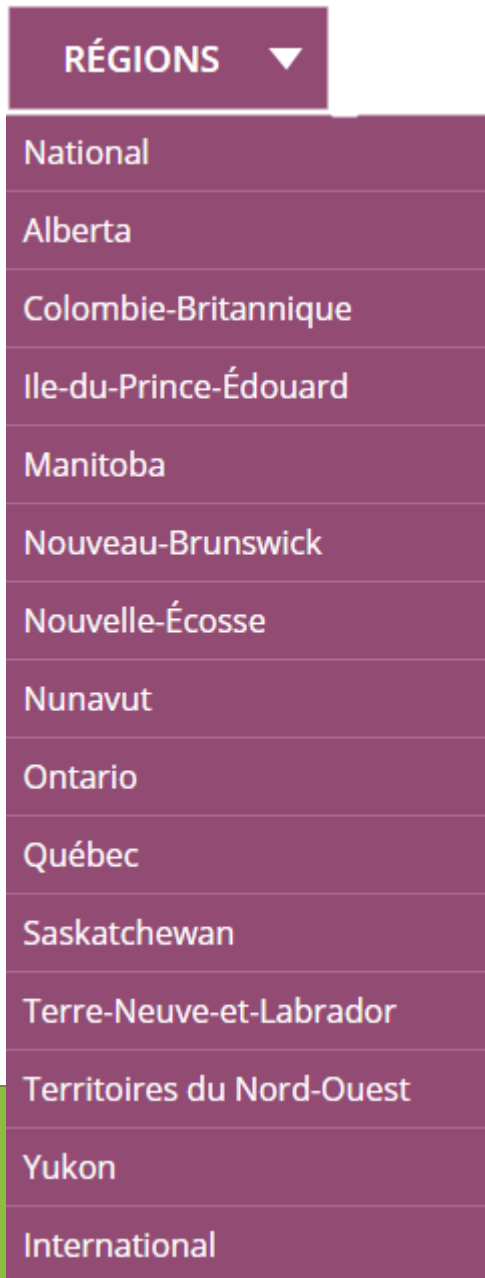 RÉGIONS
National
Alberta
Colombie-Britannique
Ile-du-Prince-Édouard
Manitoba
Nouveau-Brunswick
Nouvelle-Écosse
Nunavut
Ontario
Québec
Saskatchewan
Terre-Neuve-et-Labrador
Territoires du Nord-Ouest
Yukon
International